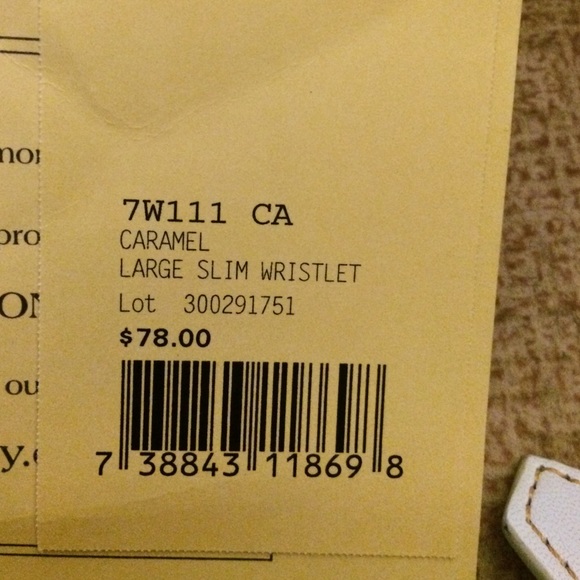 7W111 CA
CARAMEL
LARGE SLIM WRISTLET
Lot 300291751
$78.00
7 38843 11869 8